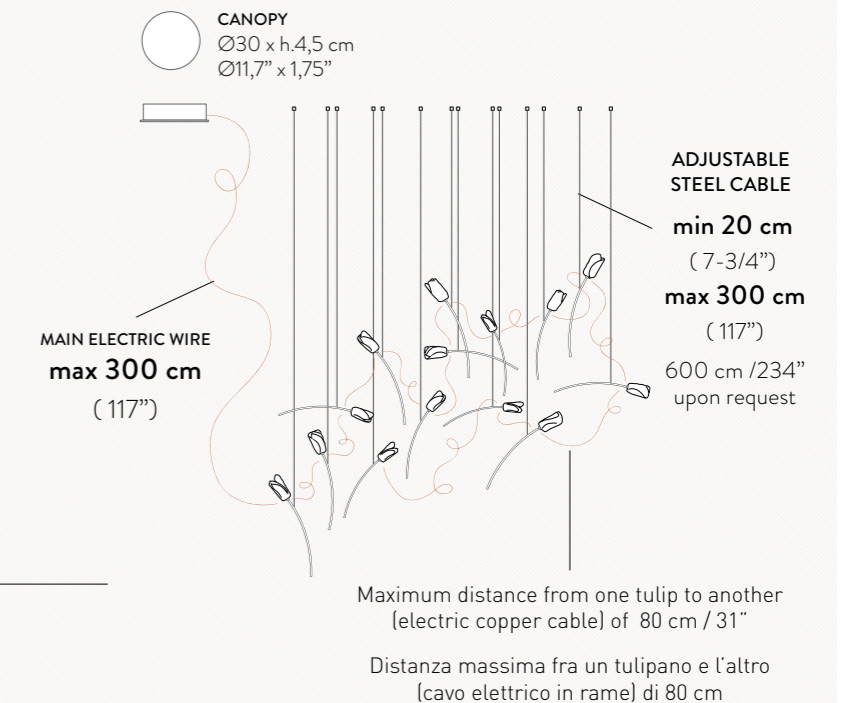 CANOPY
Ø30 x h.4,5 cm
Ø11,7” x 1,75”
ADJUSTABLE
STEEL CABLE
min 20 cm
( 7-3/4”)
max 300 cm
( 117”)
600 cm /234”
upon request
MAIN ELECTRIC WIRE
max 300 cm
( 117”)
Maximum distance from one tulip to another
(electric copper cable) of 80 cm / 31”
Distanza massima fra un tulipano e l’altro
(cavo elettrico in rame) di 80 cm